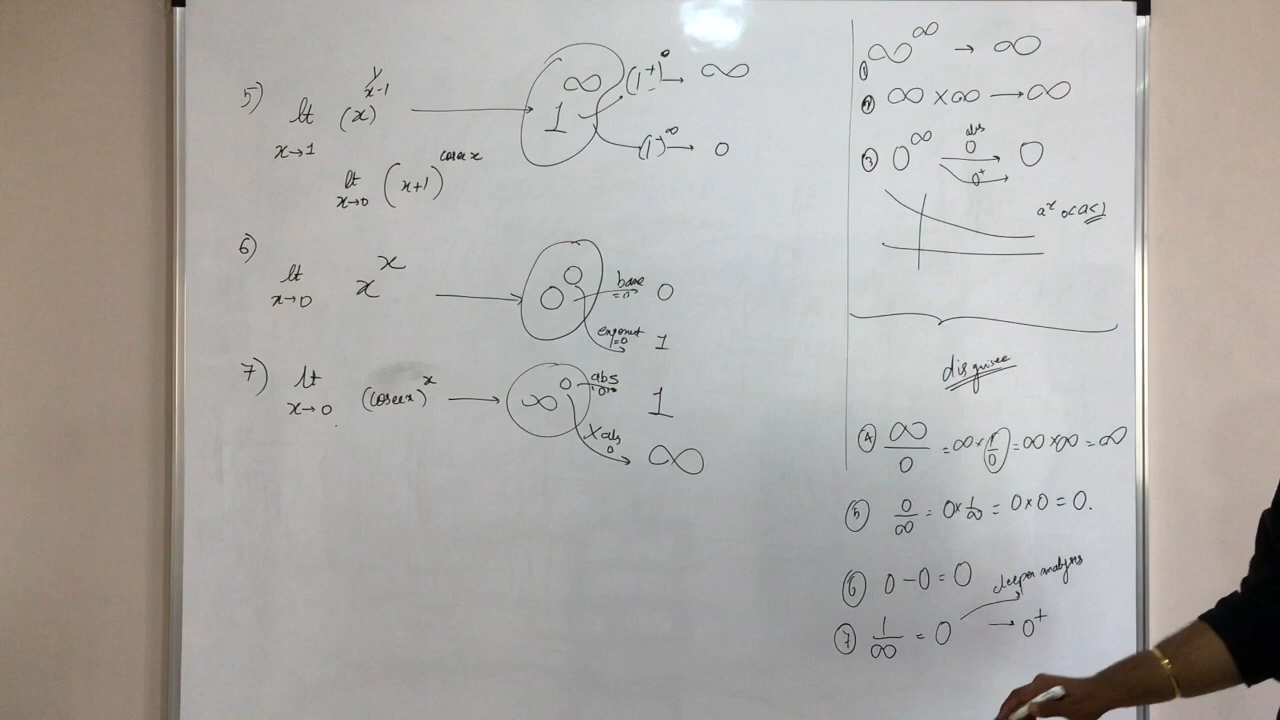 5) lt x→1 (x)^1/x-1 → 1^∞ (1^+)^∞ → ∞
(1^-)^∞ → 0
lt x→0 (x+1)^cosec x
6) lt x→0 x^x → 0^0 base =0 0
exponent =0 1
7) lt x→0 (cosec x)^x → ∞^0 abs '0' 1
X abs 0 ∞
① ∞^∞ → ∞
② ∞ × ∞ → ∞
③ 0^∞ abs 0 → 0
0^+
a^x 0<a<1
disguise
④ ∞/0 = ∞ × 1/0 = ∞ × ∞ = ∞
⑤ 0/∞ = 0 × 1/∞ = 0 × 0 = 0.
⑥ 0 - 0 = 0
⑦ 1/∞ = 0 → 0^+
deeper analysis